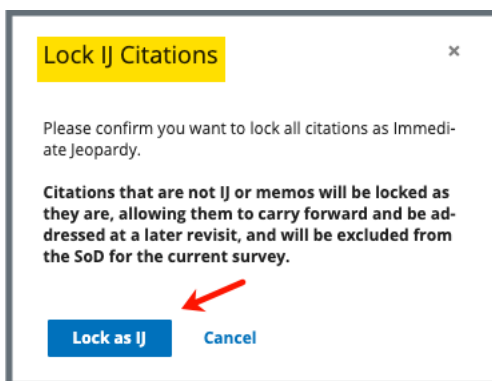 Lock IJ Citations
×
Please confirm you want to lock all citations as Immedi-
ate Jeopardy.
Citations that are not IJ or memos will be locked as
they are, allowing them to carry forward and be ad-
dressed at a later revisit, and will be excluded from
the SoD for the current survey.
Lock as IJ Cancel